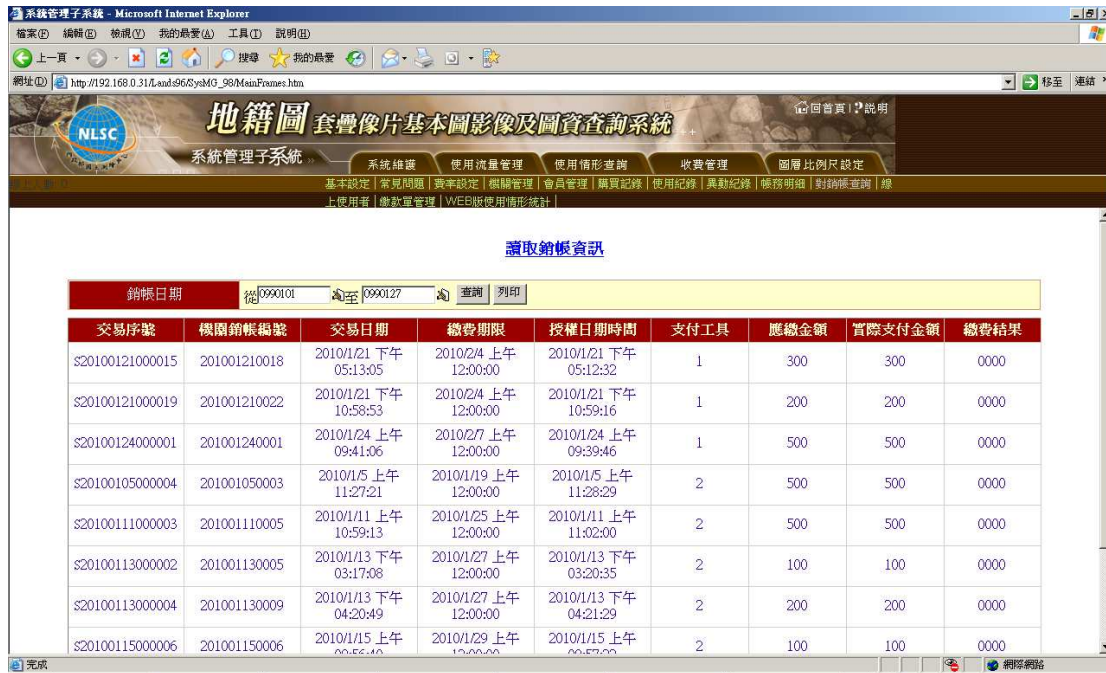 系統管理子系統 - Microsoft Internet Explorer
檔案(F) 編輯(E) 檢視(V) 我的最愛(A) 工具(T) 說明(H)
上一頁 搜尋 我的最愛
網址(D) http://192.168.0.31/Lands96/SysMG_98/MainFrames.htm 移至 連結 »
NLSC 地籍圖 套疊像片基本圖影像及圖資查詢系統 回首頁 | ? 説明
系統管理子系統 » 系統維護 使用流量管理 使用情形查詢 收費管理 圖層比例尺設定
基本設定 | 常見問題 | 費率設定 | 機關管理 | 會員管理 | 購買記錄 | 使用紀錄 | 異動紀錄 | 帳務明細 | 對銷帳查詢 | 線
上使用者 | 繳款單管理 | WEB版使用情形統計 |
讀取銷帳資訊
銷帳日期 從 0990101 至 0990127 查詢 列印
交易序號 機關銷帳編號 交易日期 繳費期限 授權日期時間 支付工具 應繳金額 實際支付金額 繳費結果
S20100121000015 201001210018 2010/1/21 下午 05:13:05 2010/2/4 上午 12:00:00 2010/1/21 下午 05:12:32 1 300 300 0000
S20100121000019 201001210022 2010/1/21 下午 10:58:53 2010/2/4 上午 12:00:00 2010/1/21 下午 10:59:16 1 200 200 0000
S20100124000001 201001240001 2010/1/24 上午 09:41:06 2010/2/7 上午 12:00:00 2010/1/24 上午 09:39:46 1 500 500 0000
S20100105000004 201001050003 2010/1/5 上午 11:27:21 2010/1/19 上午 12:00:00 2010/1/5 上午 11:28:29 2 500 500 0000
S20100111000003 201001110005 2010/1/11 上午 10:59:13 2010/1/25 上午 12:00:00 2010/1/11 上午 11:02:00 2 500 500 0000
S20100113000002 201001130005 2010/1/13 下午 03:17:08 2010/1/27 上午 12:00:00 2010/1/13 下午 03:20:35 2 100 100 0000
S20100113000004 201001130009 2010/1/13 下午 04:20:49 2010/1/27 上午 12:00:00 2010/1/13 下午 04:21:29 2 200 200 0000
S20100115000006 201001150006 2010/1/15 上午 2010/1/29 上午 2010/1/15 上午 2 100 100 0000
完成 網際網路